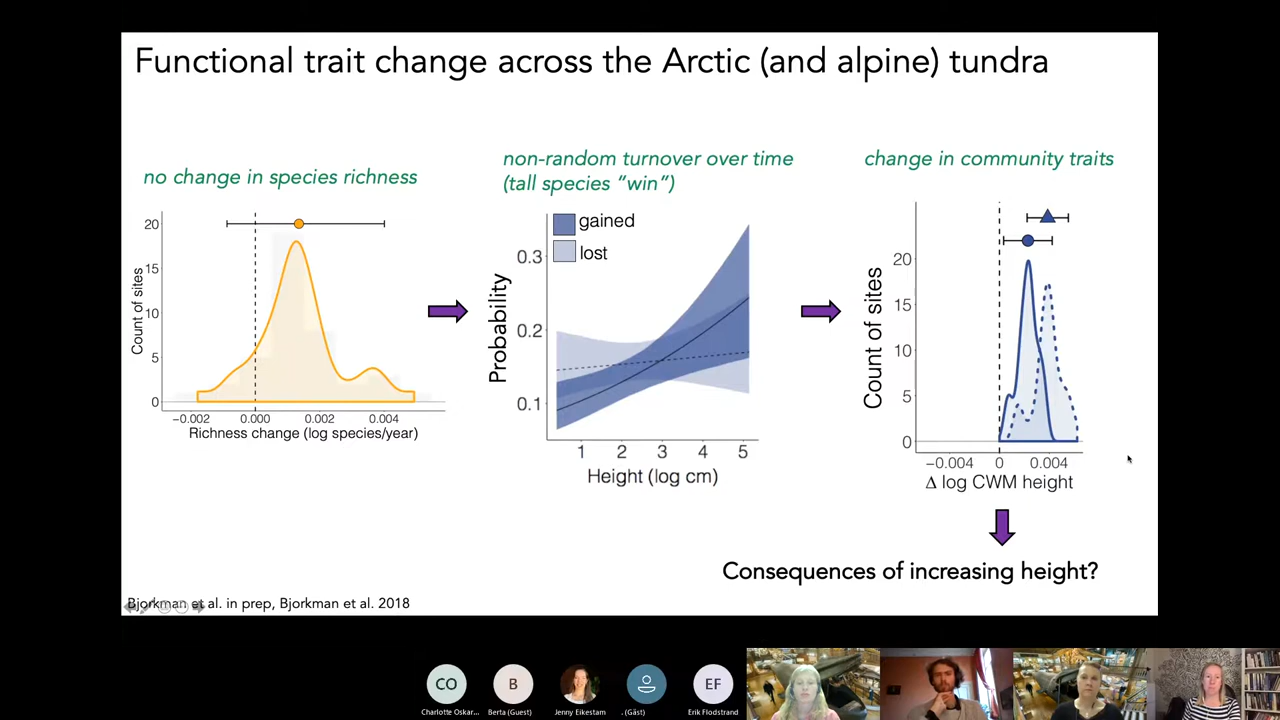 Functional trait change across the Arctic (and alpine) tundra
no change in species richness
non-random turnover over time
(tall species “win”)
change in community traits
20
15
10
5
0
Count of sites
−0.002
0.000
0.002
0.004
Richness change (log species/year)
gained
lost
0.3
0.2
0.1
Probability
1
2
3
4
5
Height (log cm)
20
15
10
5
0
Count of sites
−0.004
0
0.004
Δ log CWM height
Consequences of increasing height?
Bjorkman et al. in prep, Bjorkman et al. 2018
CO
B
EF
Charlotte Oskar...
Berta (Guest)
Jenny Eikestam
. (Gäst)
Erik Flodstrand